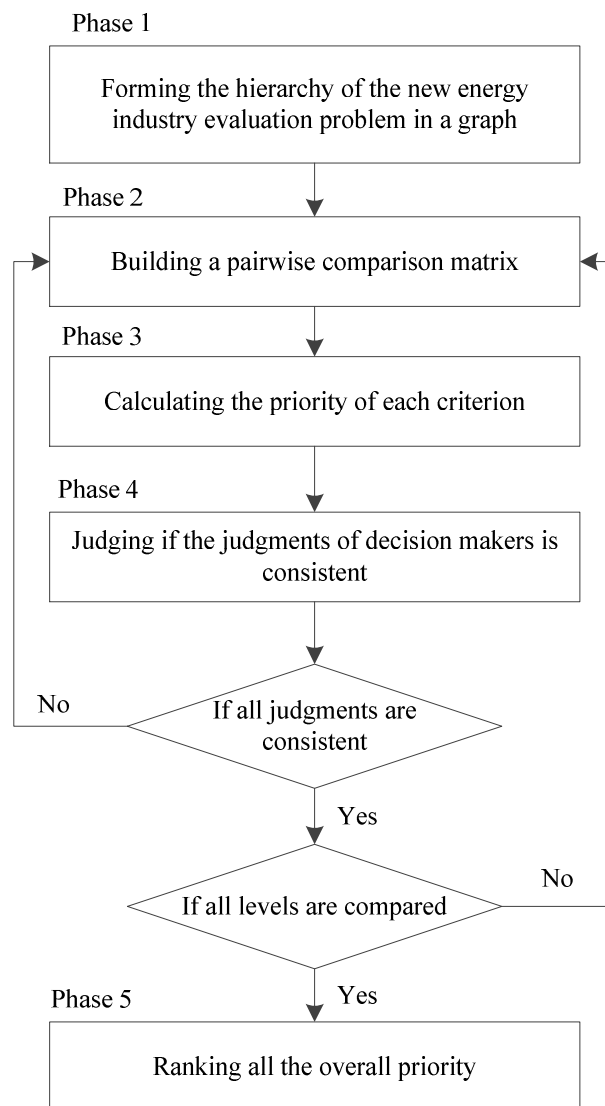 Phase 1
Forming the hierarchy of the new energy
industry evaluation problem in a graph
Phase 2
Building a pairwise comparison matrix
Phase 3
Calculating the priority of each criterion
Phase 4
Judging if the judgments of decision makers is
consistent
No
If all judgments are
consistent
Yes
If all levels are compared
No
Yes
Phase 5
Ranking all the overall priority